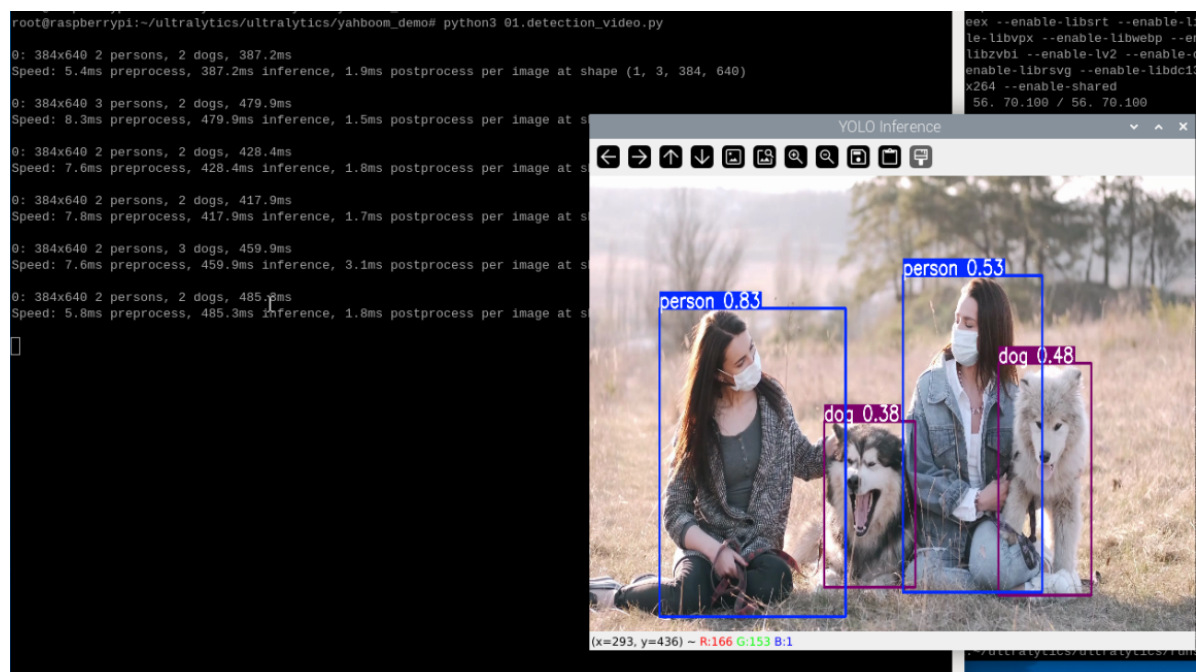 root@raspberrypi:~/ultralytics/ultralytics/yahboom_demo# python3 01.detection_video.py
0: 384x640 2 persons, 2 dogs, 387.2ms
Speed: 5.4ms preprocess, 387.2ms inference, 1.9ms postprocess per image at shape (1, 3, 384, 640)
0: 384x640 3 persons, 2 dogs, 479.9ms
Speed: 8.3ms preprocess, 479.9ms inference, 1.5ms postprocess per image at
0: 384x640 2 persons, 2 dogs, 428.4ms
Speed: 7.6ms preprocess, 428.4ms inference, 1.8ms postprocess per image at
0: 384x640 2 persons, 2 dogs, 417.9ms
Speed: 7.8ms preprocess, 417.9ms inference, 1.7ms postprocess per image at
0: 384x640 2 persons, 3 dogs, 459.9ms
Speed: 7.6ms preprocess, 459.9ms inference, 3.1ms postprocess per image at
0: 384x640 2 persons, 2 dogs, 485.3ms
Speed: 5.8ms preprocess, 485.3ms inference, 1.8ms postprocess per image at
eex --enable-libsrt --enable-l
le-libvpx --enable-libwebp --e
libzvbi --enable-lv2 --enable-
enable-librsvg --enable-libdc1
x264 --enable-shared
56. 70.100 / 56. 70.100
YOLO Inference
person 0.53
person 0.83
dog 0.48
dog 0.38
(x=293, y=436) ~ R:166 G:153 B:1